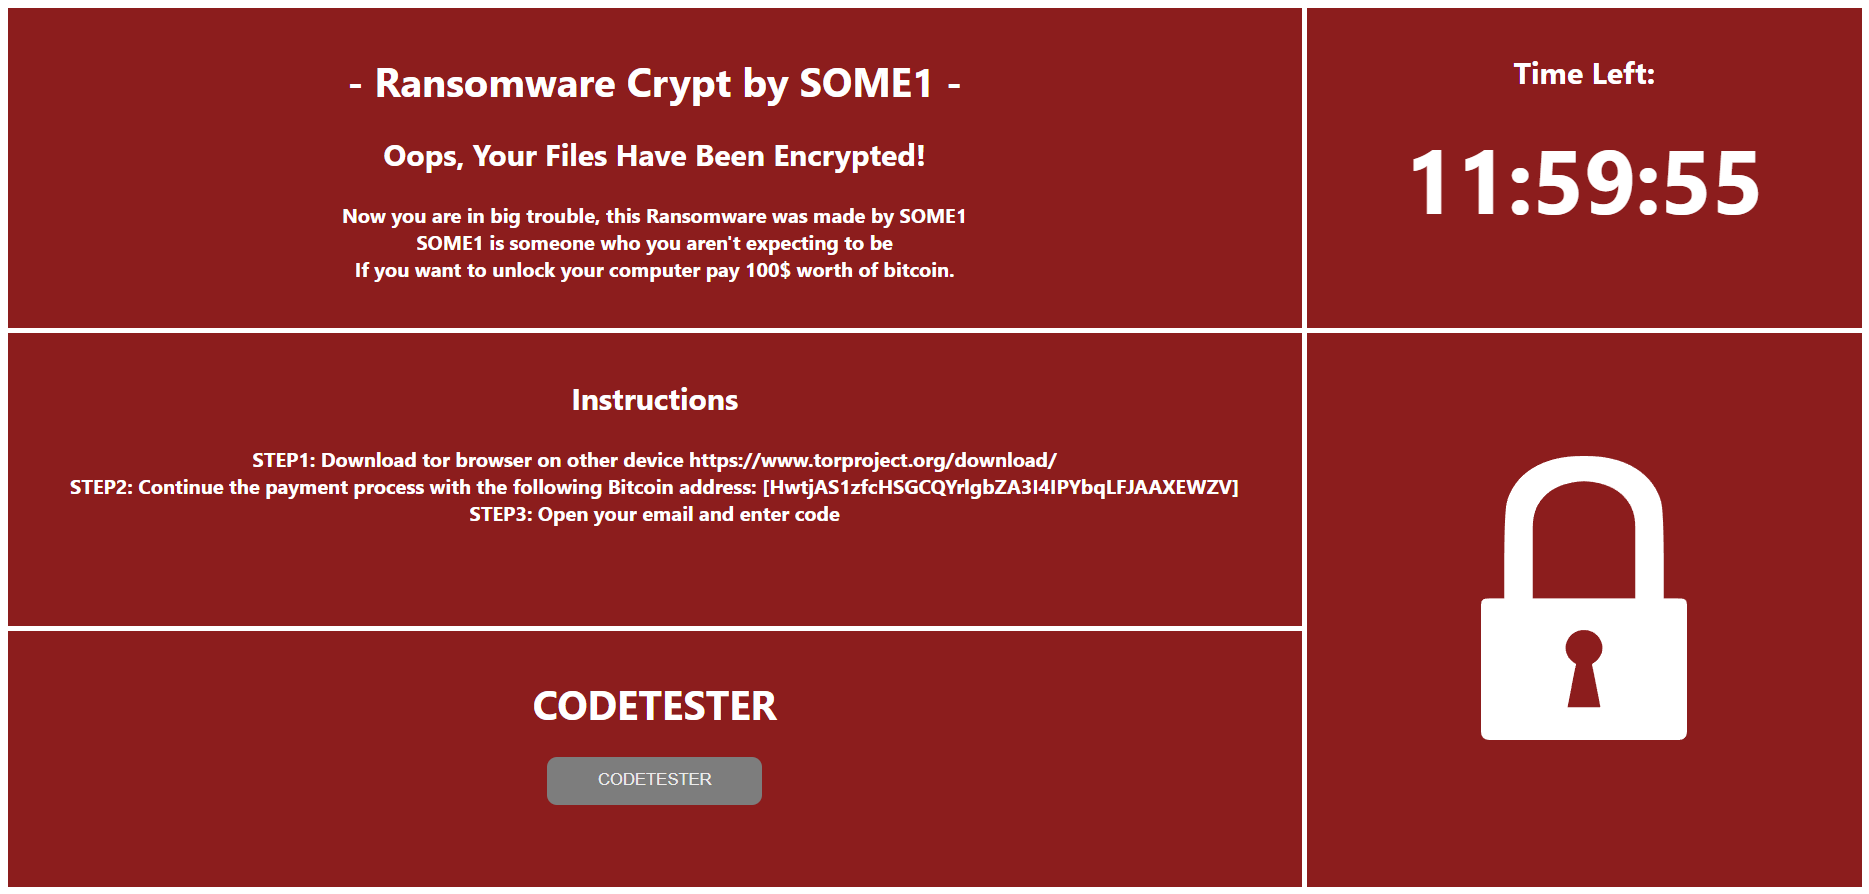 - Ransomware Crypt by SOME1 -
Oops, Your Files Have Been Encrypted!
Now you are in big trouble, this Ransomware was made by SOME1
SOME1 is someone who you aren't expecting to be
If you want to unlock your computer pay 100$ worth of bitcoin.
Time Left:
11:59:55
Instructions
STEP1: Download tor browser on other device https://www.torproject.org/download/
STEP2: Continue the payment process with the following Bitcoin address: [HwtjAS1zfcHSGCQYrlgbZA3I4IPYbqLFJAAXEWZV]
STEP3: Open your email and enter code
CODETESTER
CODETESTER